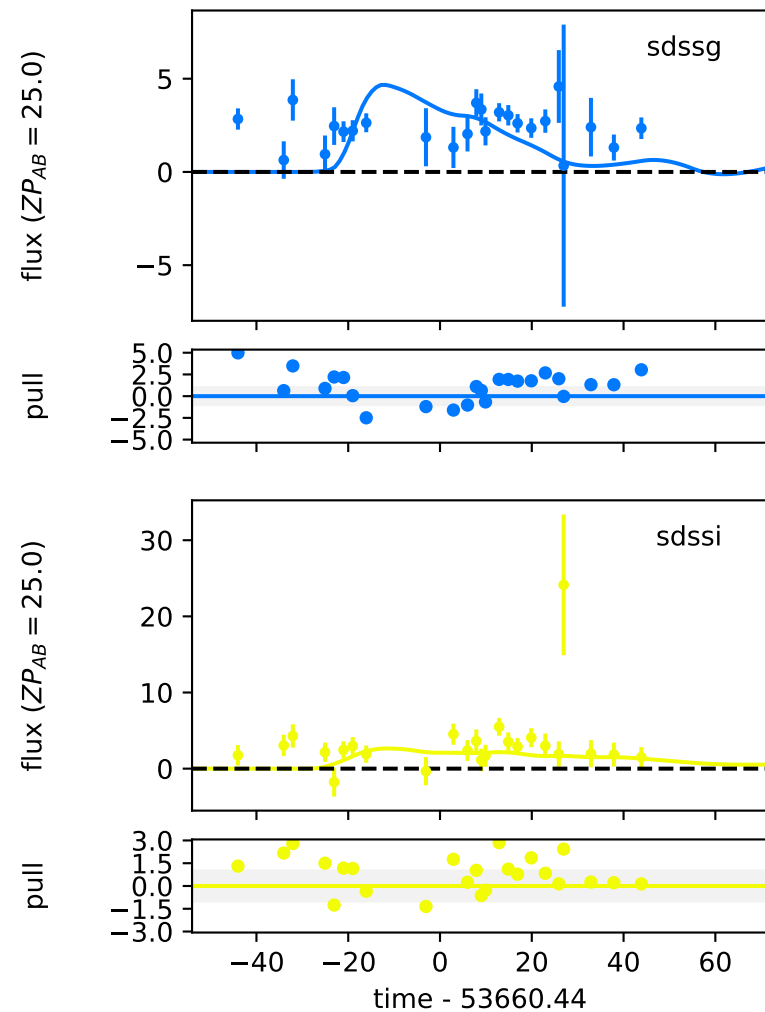 sdssg
flux (ZP_AB = 25.0)
5
0
−5
pull
5.0
2.5
0.0
−2.5
−5.0
sdssi
flux (ZP_AB = 25.0)
30
20
10
0
pull
3.0
1.5
0.0
−1.5
−3.0
−40 −20 0 20 40 60
time - 53660.44